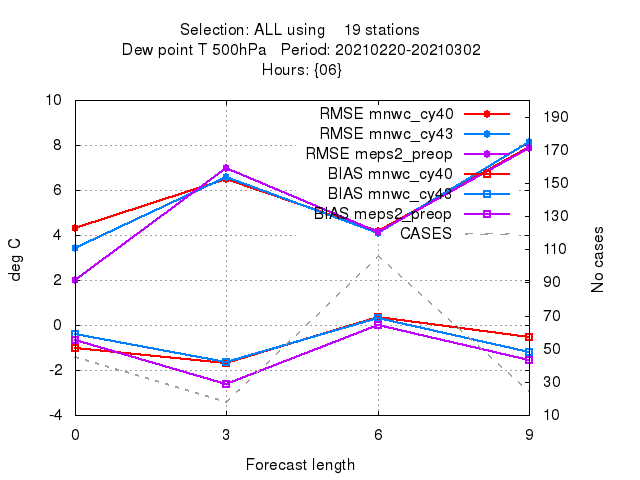 Selection: ALL using    19 stations
Dew point T 500hPa   Period: 20210220-20210302
Hours: {06}
RMSE mnwc_cy40
RMSE mnwc_cy43
RMSE meps2_preop
BIAS mnwc_cy40
BIAS mnwc_cy43
BIAS meps2_preop
CASES
10
8
6
4
2
0
-2
-4
deg C
190
170
150
130
110
90
70
50
30
10
No cases
0 3 6 9
Forecast length